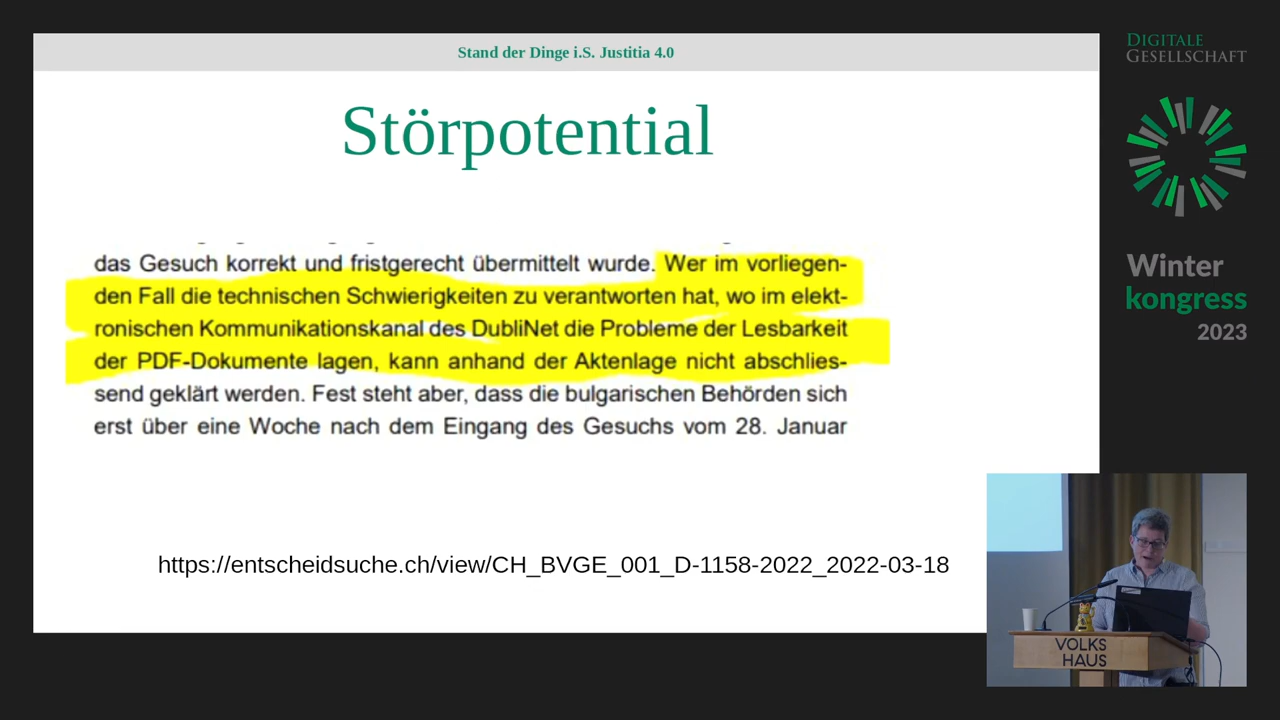 Stand der Dinge i.S. Justitia 4.0
Störpotential
das Gesuch korrekt und fristgerecht übermittelt wurde. Wer im vorliegen-
den Fall die technischen Schwierigkeiten zu verantworten hat, wo im elekt-
ronischen Kommunikationskanal des DubliNet die Probleme der Lesbarkeit
der PDF-Dokumente lagen, kann anhand der Aktenlage nicht abschlies-
send geklärt werden. Fest steht aber, dass die bulgarischen Behörden sich
erst über eine Woche nach dem Eingang des Gesuchs vom 28. Januar
https://entscheidsuche.ch/view/CH_BVGE_001_D-1158-2022_2022-03-18
DIGITALE
GESELLSCHAFT
Winter
kongress
2023
VOLKS
HAUS